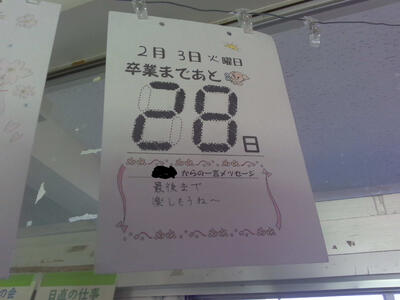 2月 3日 火 曜日
卒業まであと
28
日
からの一言メッセージ
最後まで
楽しもうね〜
の会
日直の仕事